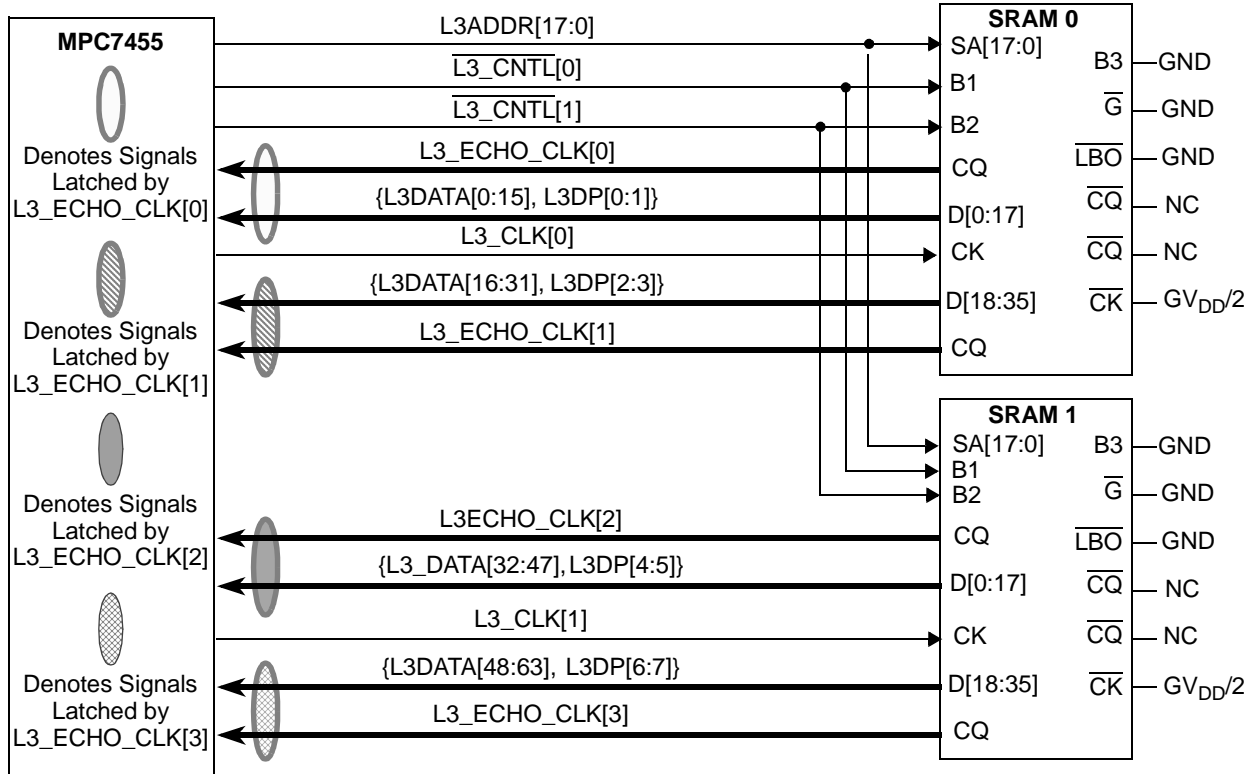 MPC7455
Denotes Signals
Latched by
L3_ECHO_CLK[0]
Denotes Signals
Latched by
L3_ECHO_CLK[1]
Denotes Signals
Latched by
L3_ECHO_CLK[2]
Denotes Signals
Latched by
L3_ECHO_CLK[3]
L3ADDR[17:0]
L3_CNTL[0]
L3_CNTL[1]
L3_ECHO_CLK[0]
{L3DATA[0:15], L3DP[0:1]}
L3_CLK[0]
{L3DATA[16:31], L3DP[2:3]}
L3_ECHO_CLK[1]
L3ECHO_CLK[2]
{L3_DATA[32:47], L3DP[4:5]}
L3_CLK[1]
{L3DATA[48:63], L3DP[6:7]}
L3_ECHO_CLK[3]
SRAM 0
SA[17:0]
B1
B2
CQ
D[0:17]
CK
D[18:35]
CQ
B3 GND
G GND
LBO GND
CQ NC
CQ NC
CK GVDD/2
SRAM 1
SA[17:0]
B1
B2
CQ
D[0:17]
CK
D[18:35]
CQ
B3 GND
G GND
LBO GND
CQ NC
CQ NC
CK GVDD/2